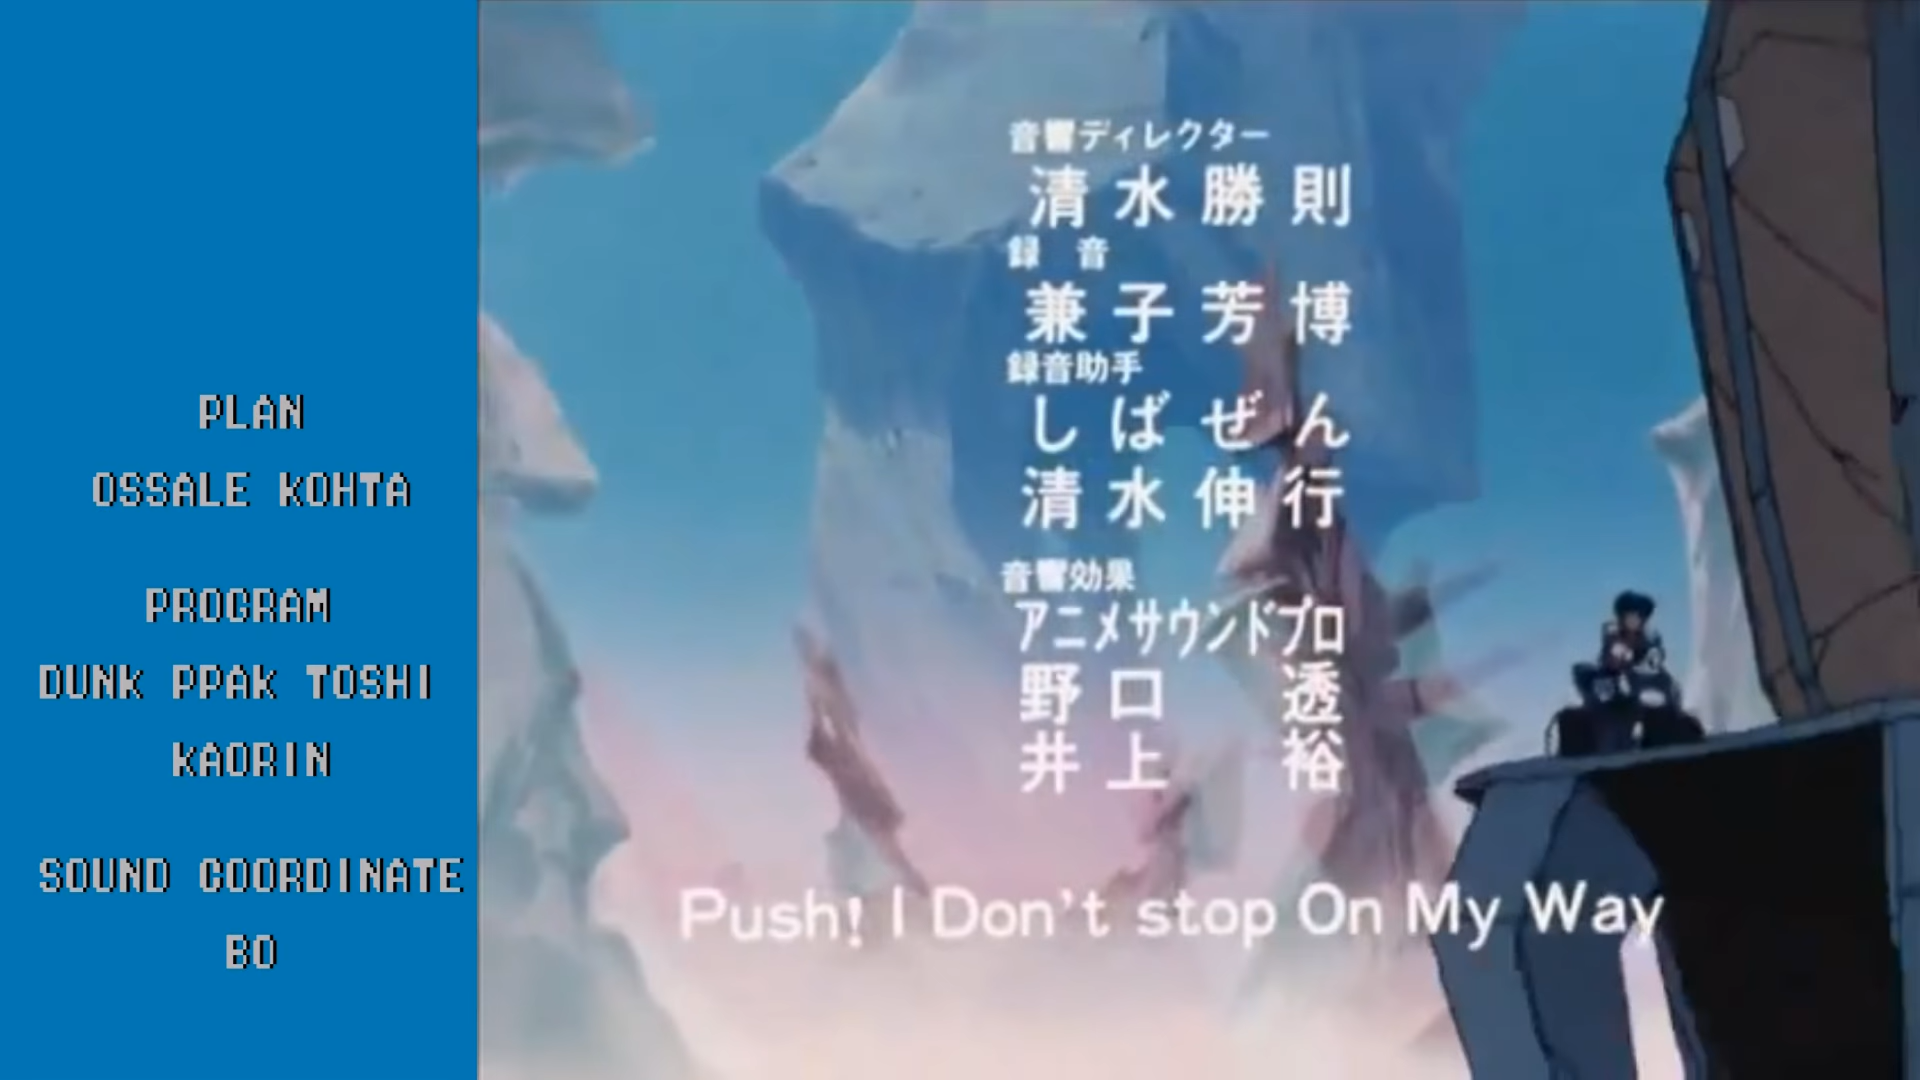 PLAN
OSSALE KOHTA
PROGRAM
DUNK PPAK TOSHI
KAORIN
SOUND COORDINATE
BO
音響ディレクター
清水勝則
録　音
兼子芳博
録音助手
しばぜん
清水伸行
音響効果
アニメサウンドプロ
野口　透
井上　裕
Push! I Don't stop On My Way